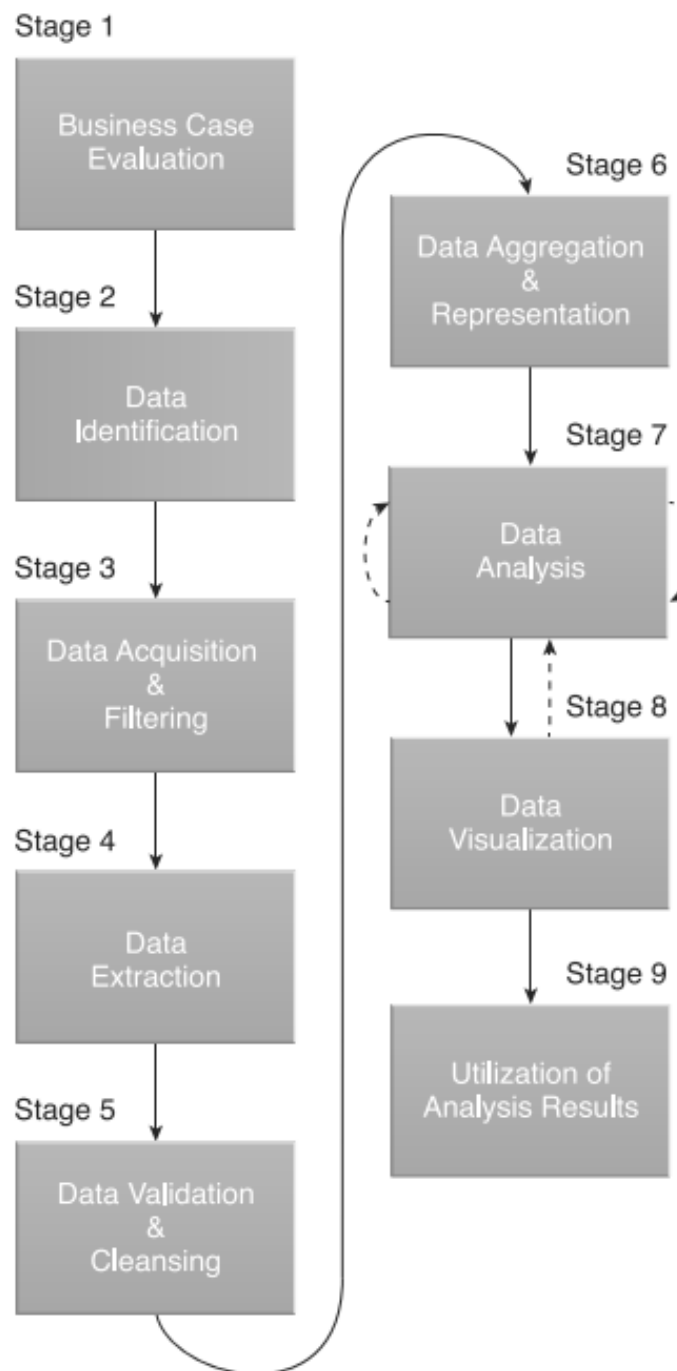 Stage 1
Business Case
Evaluation
Stage 2
Data
Identification
Stage 3
Data Acquisition
&
Filtering
Stage 4
Data
Extraction
Stage 5
Data Validation
&
Cleansing
Stage 6
Data Aggregation
&
Representation
Stage 7
Data
Analysis
Stage 8
Data
Visualization
Stage 9
Utilization of
Analysis Results